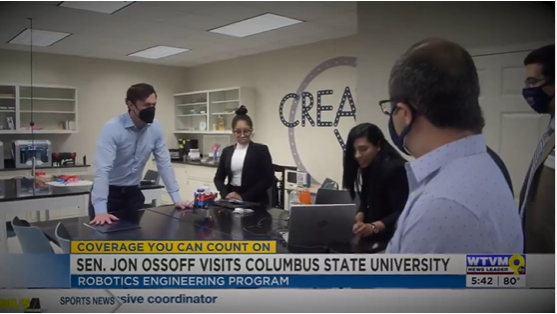 CREA
COVERAGE YOU CAN COUNT ON
SEN. JON OSSOFF VISITS COLUMBUS STATE UNIVERSITY
ROBOTICS ENGINEERING PROGRAM
WTVM 9
NEWS LEADER
5:42 80°
SPORTS NEWS sive coordinator